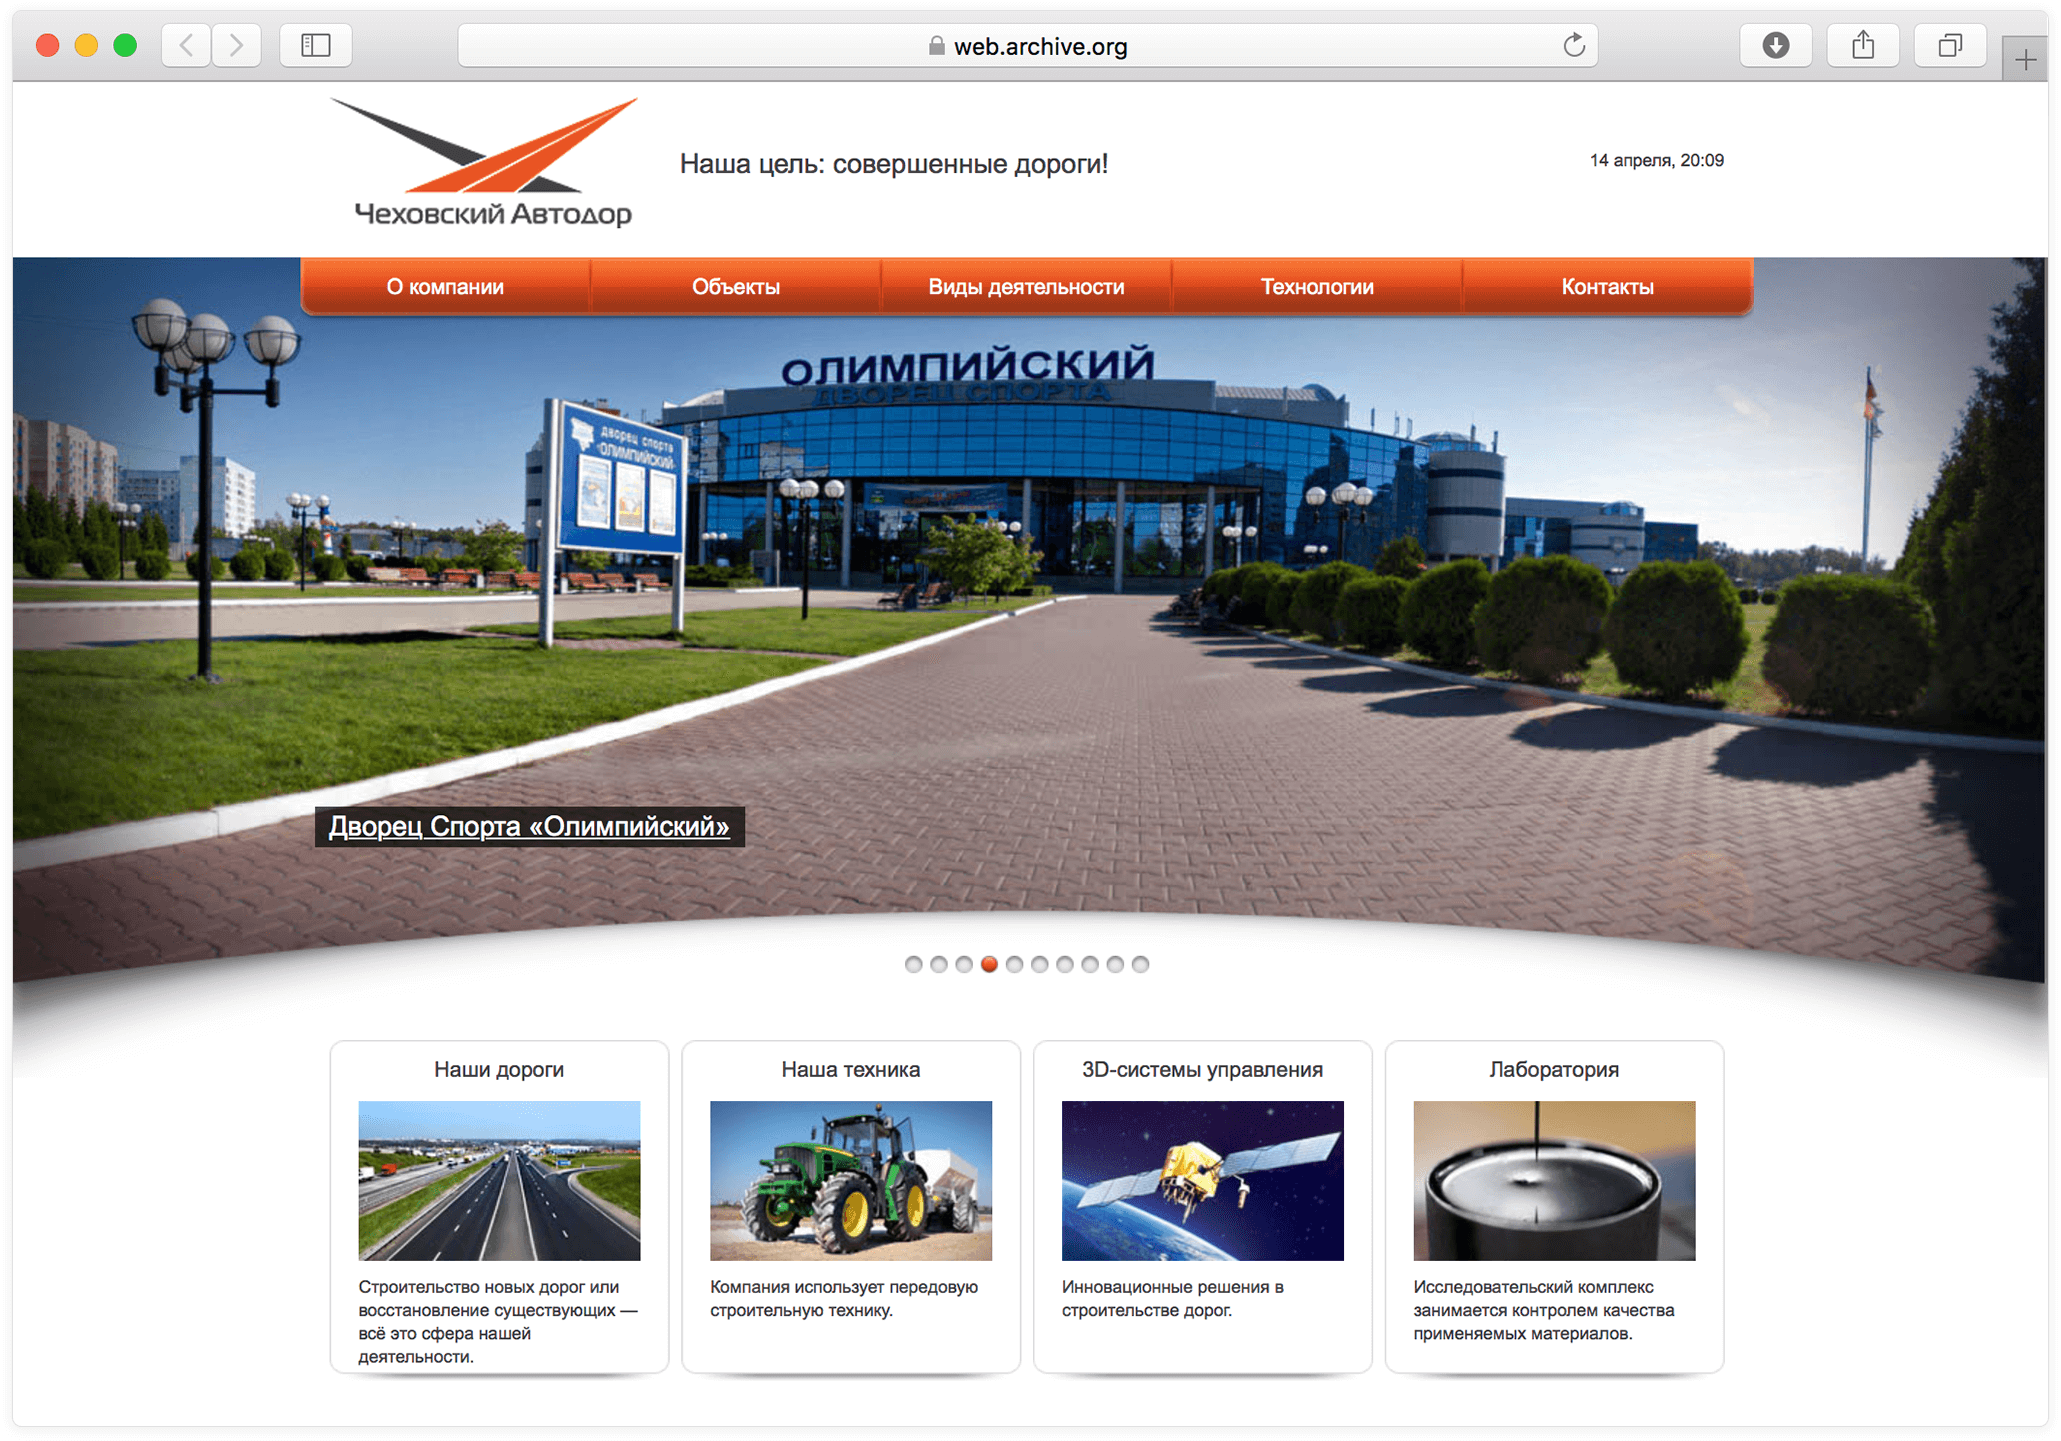 web.archive.org
Чеховский Автодор
Наша цель: совершенные дороги!
14 апреля, 20:09
О компании
Объекты
Виды деятельности
Технологии
Контакты
ОЛИМПИЙСКИЙ
ДВОРЕЦ СПОРТА
дворец спорта
«ОЛИМПИЙСКИЙ»
Дворец Спорта «Олимпийский»
Наши дороги
Строительство новых дорог или
восстановление существующих —
всё это сфера нашей
деятельности.
Наша техника
Компания использует передовую
строительную технику.
3D-системы управления
Инновационные решения в
строительстве дорог.
Лаборатория
Исследовательский комплекс
занимается контролем качества
применяемых материалов.